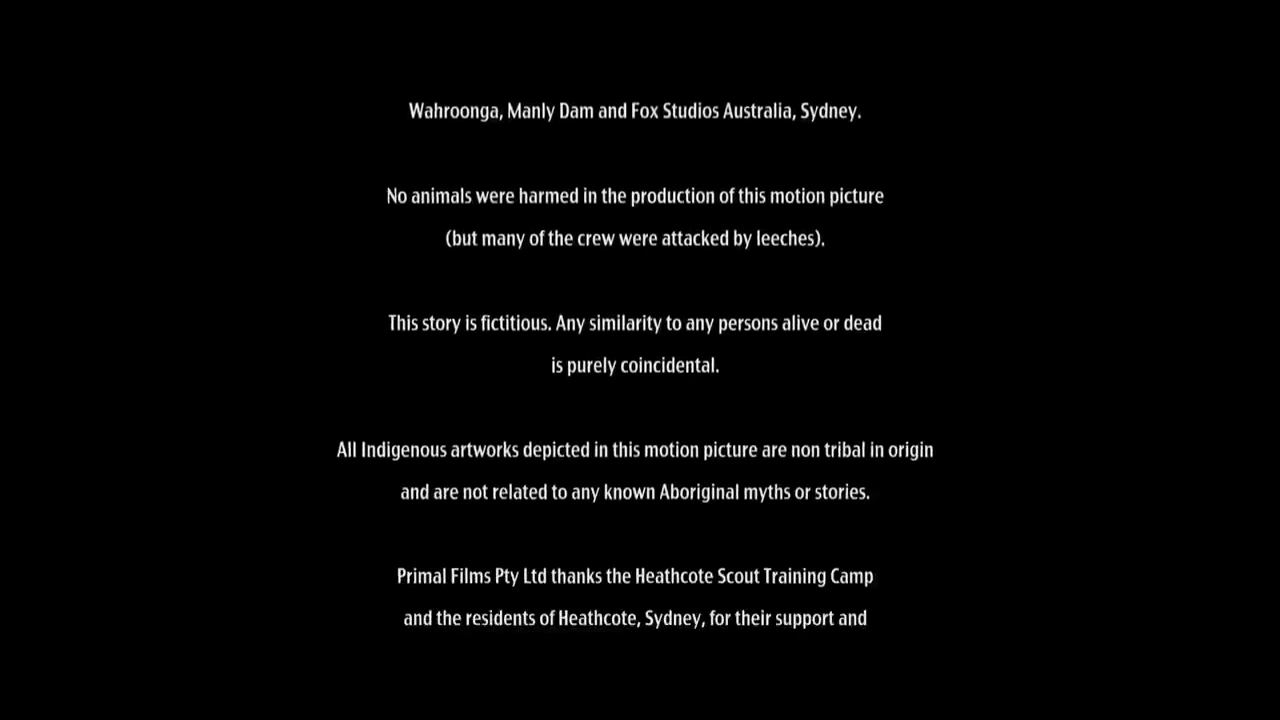 Wahroonga, Manly Dam and Fox Studios Australia, Sydney.
No animals were harmed in the production of this motion picture
(but many of the crew were attacked by leeches).
This story is fictitious. Any similarity to any persons alive or dead
is purely coincidental.
All Indigenous artworks depicted in this motion picture are non tribal in origin
and are not related to any known Aboriginal myths or stories.
Primal Films Pty Ltd thanks the Heathcote Scout Training Camp
and the residents of Heathcote, Sydney, for their support and